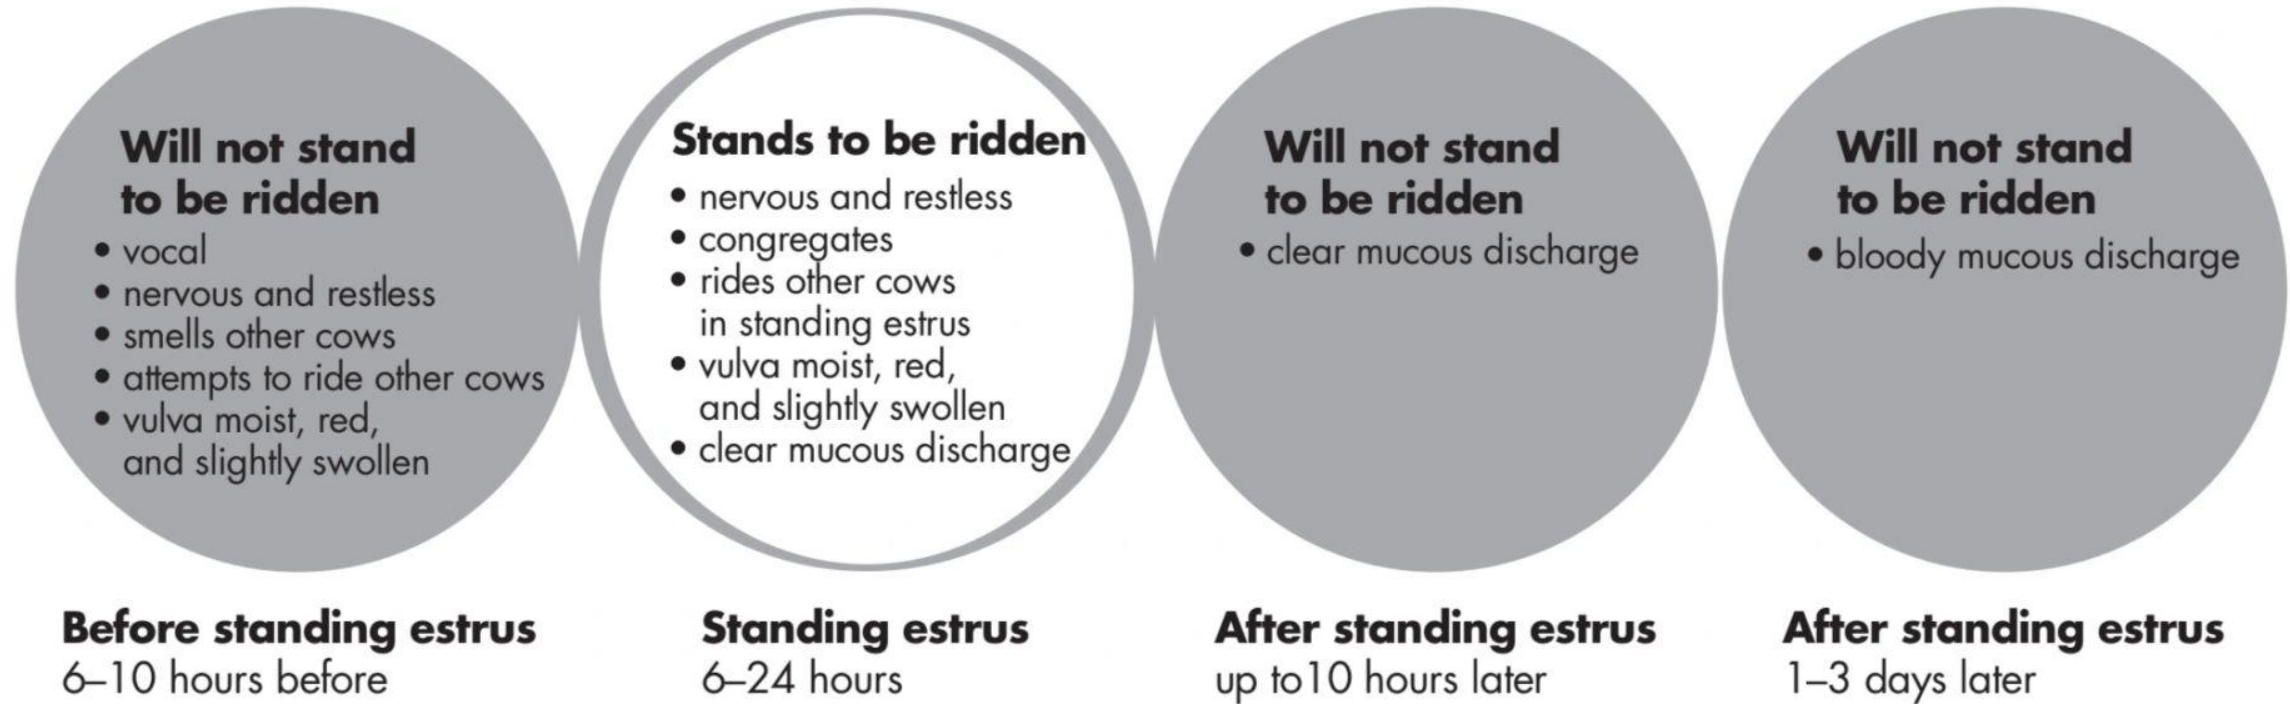 Will not stand
to be ridden
• vocal
• nervous and restless
• smells other cows
• attempts to ride other cows
• vulva moist, red,
and slightly swollen
Before standing estrus
6–10 hours before
Stands to be ridden
• nervous and restless
• congregates
• rides other cows
in standing estrus
• vulva moist, red,
and slightly swollen
• clear mucous discharge
Standing estrus
6–24 hours
Will not stand
to be ridden
• clear mucous discharge
After standing estrus
up to10 hours later
Will not stand
to be ridden
• bloody mucous discharge
After standing estrus
1–3 days later